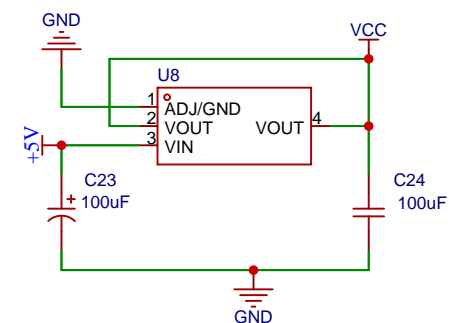 GND
VCC
U8
1 ADJ/GND
2 VOUT VOUT 4
3 VIN
+5V
C23
+ 100uF
C24
100uF
GND